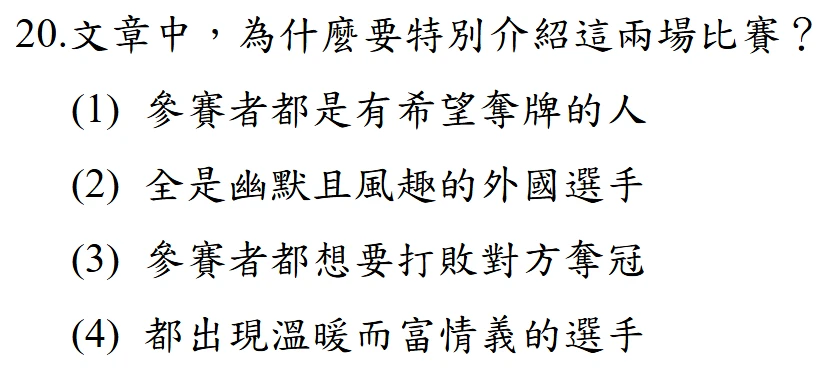 20.文章中，為什麼要特別介紹這兩場比賽？
(1) 參賽者都是有希望奪牌的人
(2) 全是幽默且風趣的外國選手
(3) 參賽者都想要打敗對方奪冠
(4) 都出現溫暖而富情義的選手